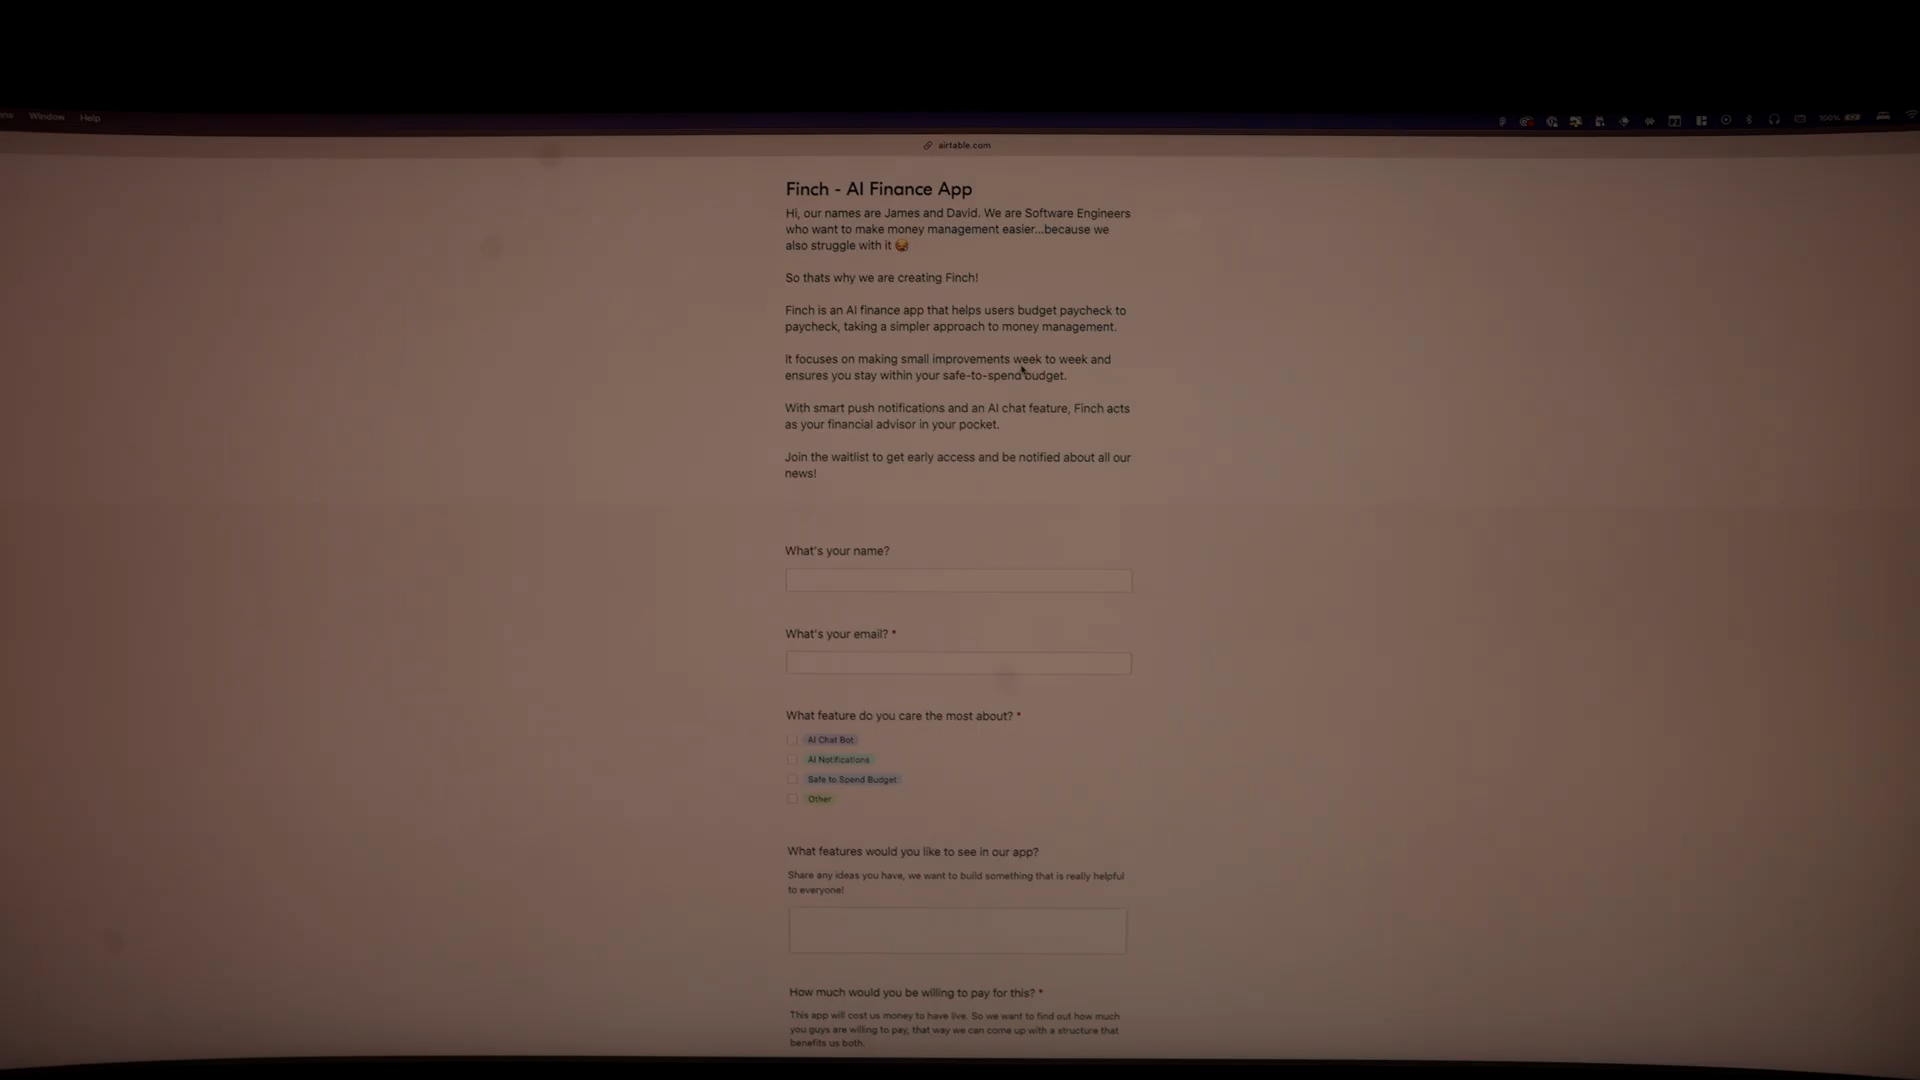 Window Help
100%
airtable.com
Finch - AI Finance App
Hi, our names are James and David. We are Software Engineers
who want to make money management easier...because we
also struggle with it 😅
So thats why we are creating Finch!
Finch is an AI finance app that helps users budget paycheck to
paycheck, taking a simpler approach to money management.
It focuses on making small improvements week to week and
ensures you stay within your safe-to-spend budget.
With smart push notifications and an AI chat feature, Finch acts
as your financial advisor in your pocket.
Join the waitlist to get early access and be notified about all our
news!
What's your name?
What's your email? *
What feature do you care the most about? *
AI Chat Bot
AI Notifications
Safe to Spend Budget
Other
What features would you like to see in our app?
Share any ideas you have, we want to build something that is really helpful
to everyone!
How much would you be willing to pay for this? *
This app will cost us money to have live. So we want to find out how much
you guys are willing to pay, that way we can come up with a structure that
benefits us both.